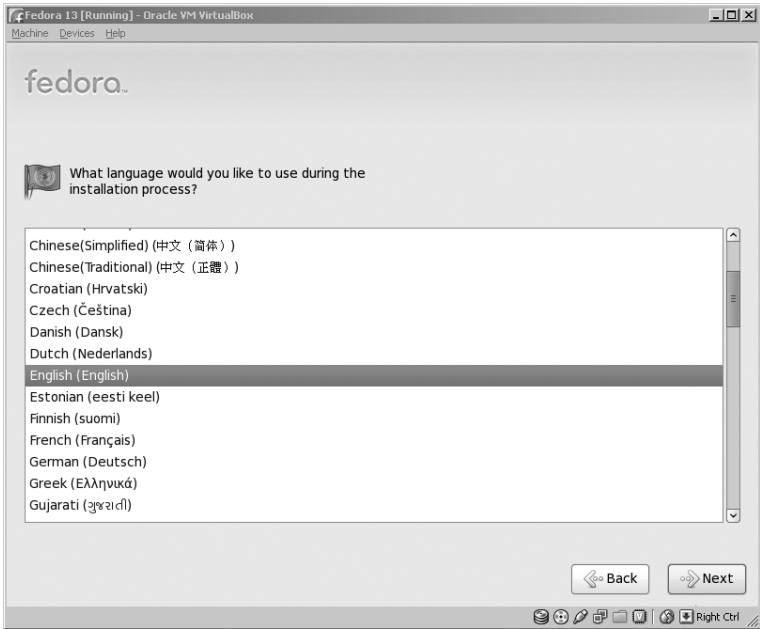 Fedora 13 [Running] - Oracle VM VirtualBox
Machine Devices Help
fedora™
What language would you like to use during the
installation process?
Chinese(Simplified) (中文（简体）)
Chinese(Traditional) (中文（正體）)
Croatian (Hrvatski)
Czech (Čeština)
Danish (Dansk)
Dutch (Nederlands)
English (English)
Estonian (eesti keel)
Finnish (suomi)
French (Français)
German (Deutsch)
Greek (Ελληνικά)
Gujarati (ગુજરાતી)
Back Next
Right Ctrl